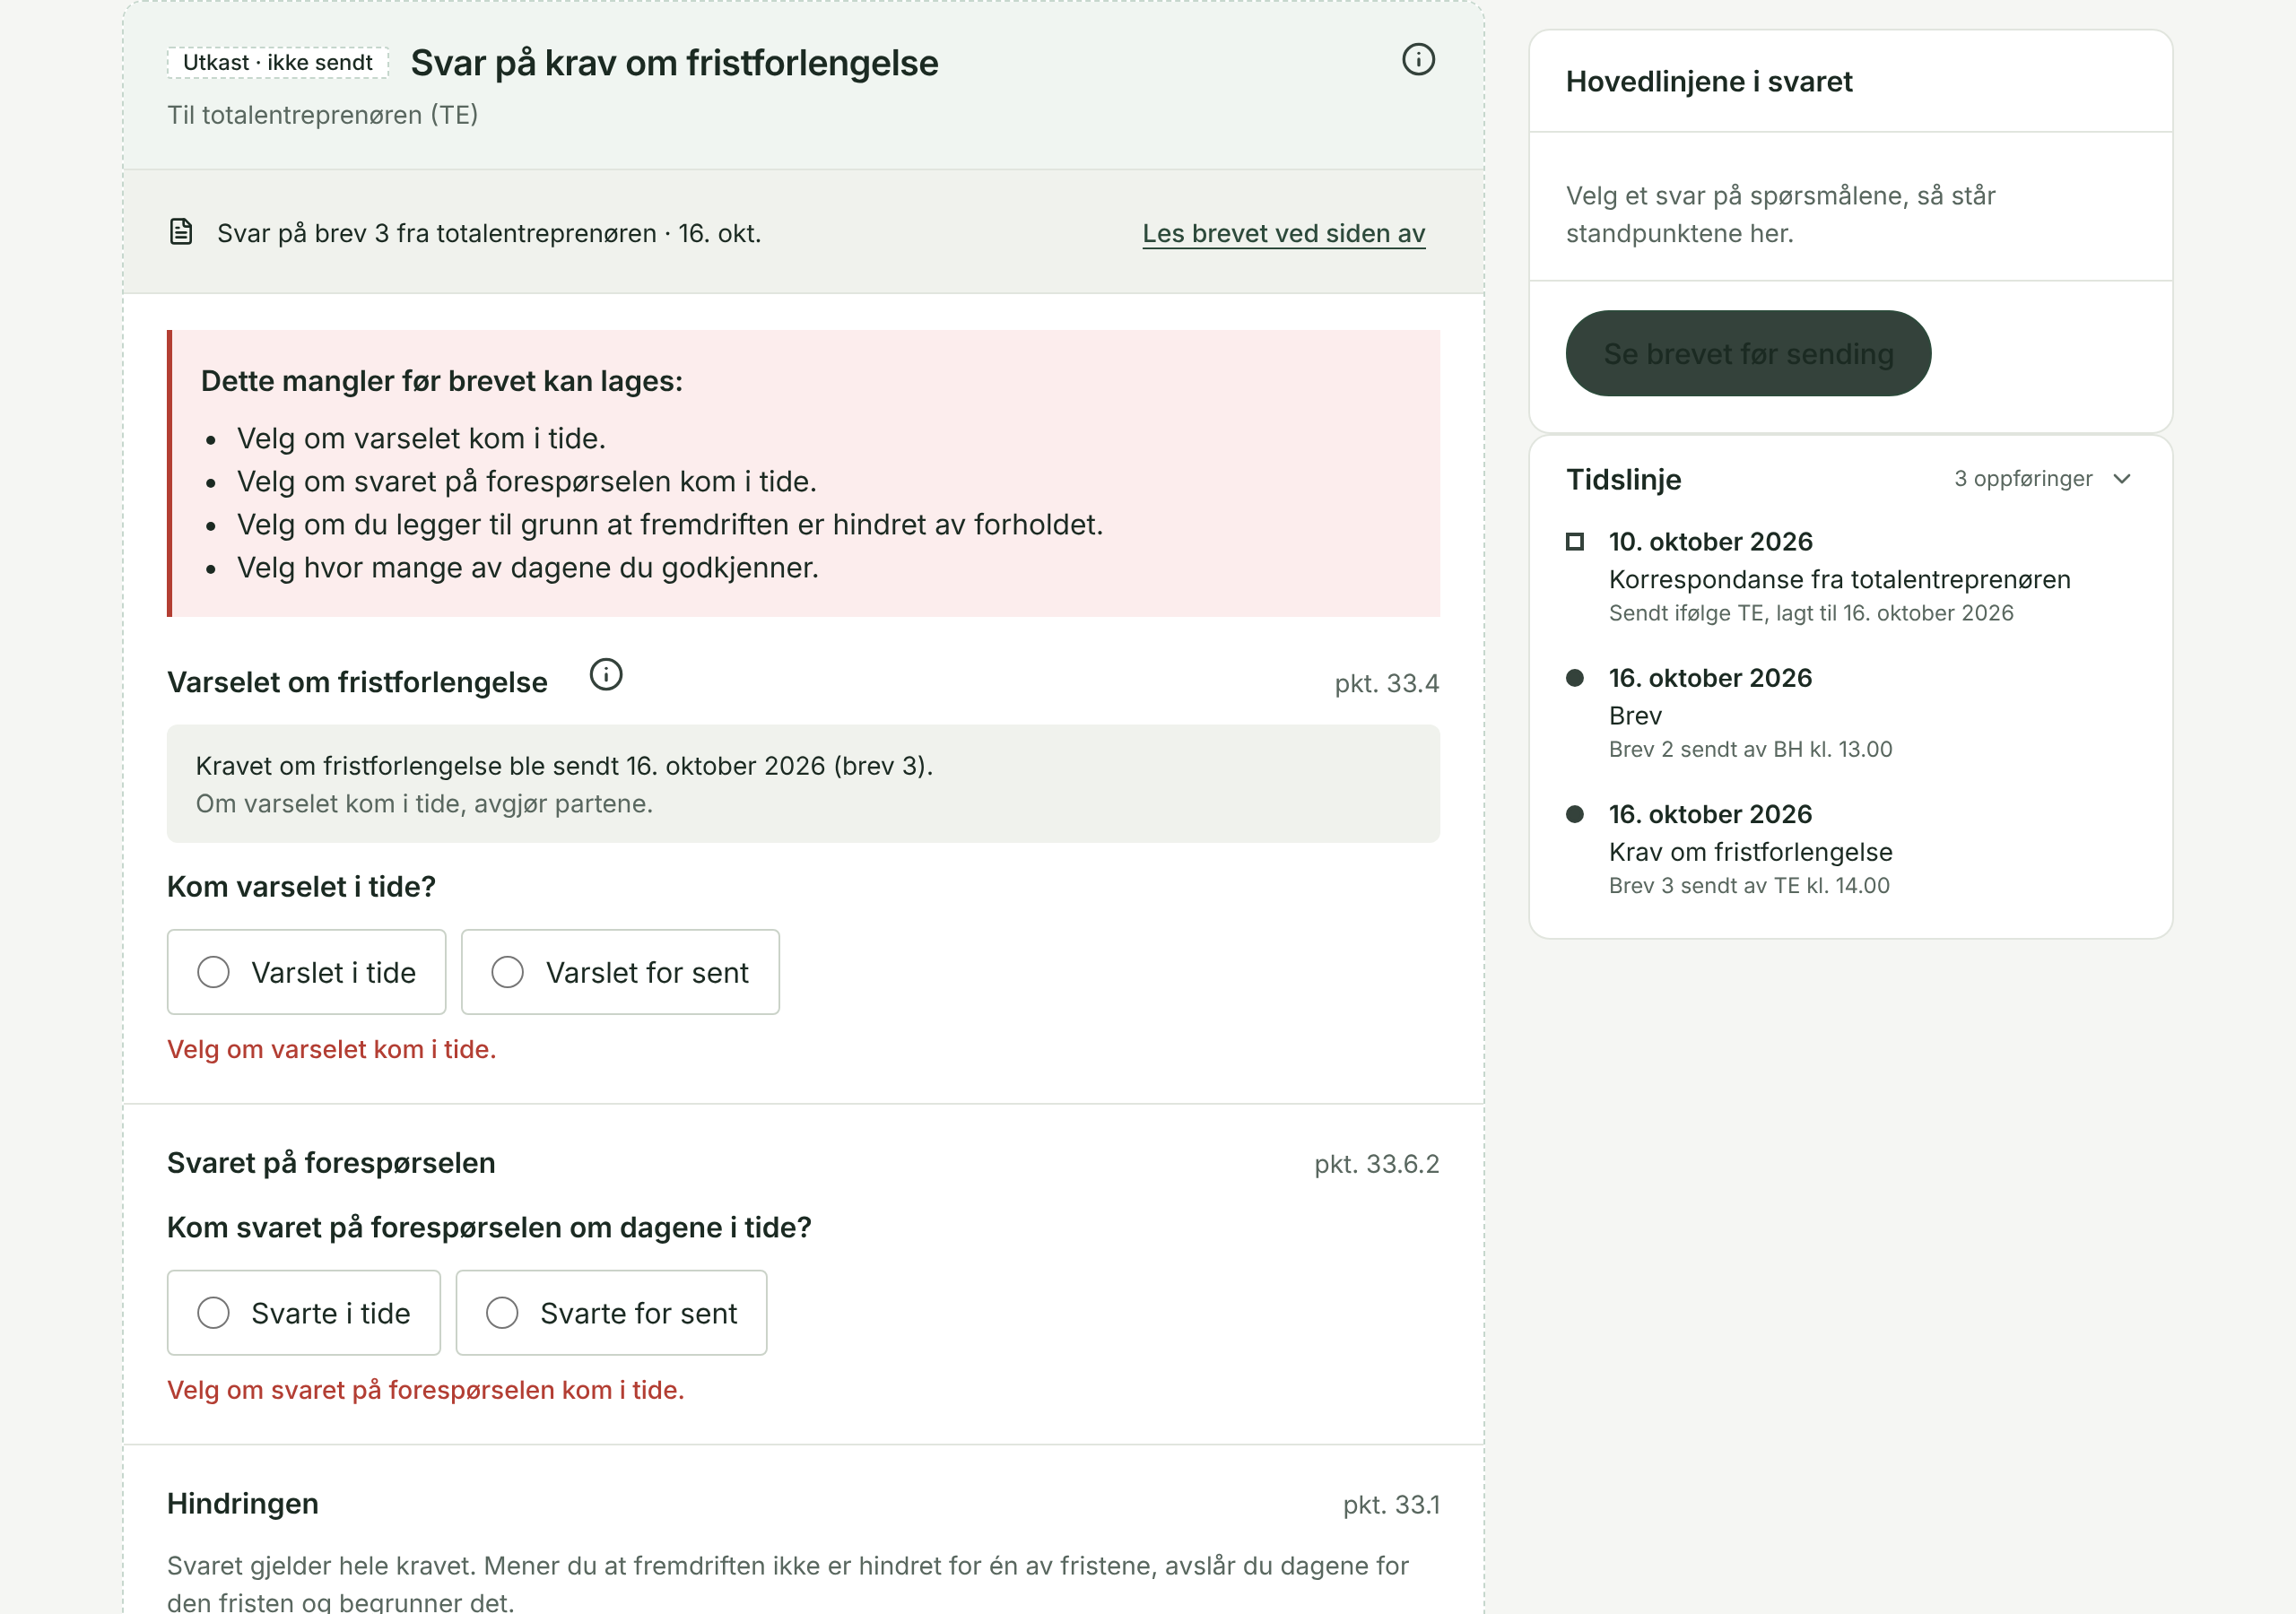 Utkast · ikke sendt
Svar på krav om fristforlengelse
Til totalentreprenøren (TE)
Svar på brev 3 fra totalentreprenøren · 16. okt.
Les brevet ved siden av
Dette mangler før brevet kan lages:
• Velg om varselet kom i tide.
• Velg om svaret på forespørselen kom i tide.
• Velg om du legger til grunn at fremdriften er hindret av forholdet.
• Velg hvor mange av dagene du godkjenner.
Varselet om fristforlengelse
pkt. 33.4
Kravet om fristforlengelse ble sendt 16. oktober 2026 (brev 3).
Om varselet kom i tide, avgjør partene.
Kom varselet i tide?
Varslet i tide
Varslet for sent
Velg om varselet kom i tide.
Svaret på forespørselen
pkt. 33.6.2
Kom svaret på forespørselen om dagene i tide?
Svarte i tide
Svarte for sent
Velg om svaret på forespørselen kom i tide.
Hindringen
pkt. 33.1
Svaret gjelder hele kravet. Mener du at fremdriften ikke er hindret for én av fristene, avslår du dagene for
den fristen og begrunner det.
Hovedlinjene i svaret
Velg et svar på spørsmålene, så står
standpunktene her.
Se brevet før sending
Tidslinje
3 oppføringer
10. oktober 2026
Korrespondanse fra totalentreprenøren
Sendt ifølge TE, lagt til 16. oktober 2026
16. oktober 2026
Brev
Brev 2 sendt av BH kl. 13.00
16. oktober 2026
Krav om fristforlengelse
Brev 3 sendt av TE kl. 14.00